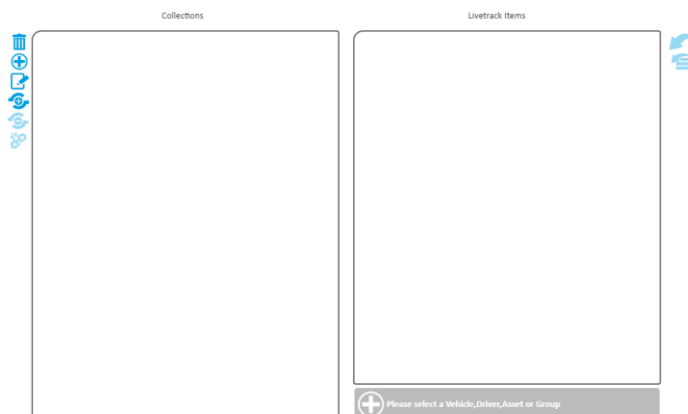 Collections
Livetrack Items
Please select a Vehicle,Driver,Asset or Group